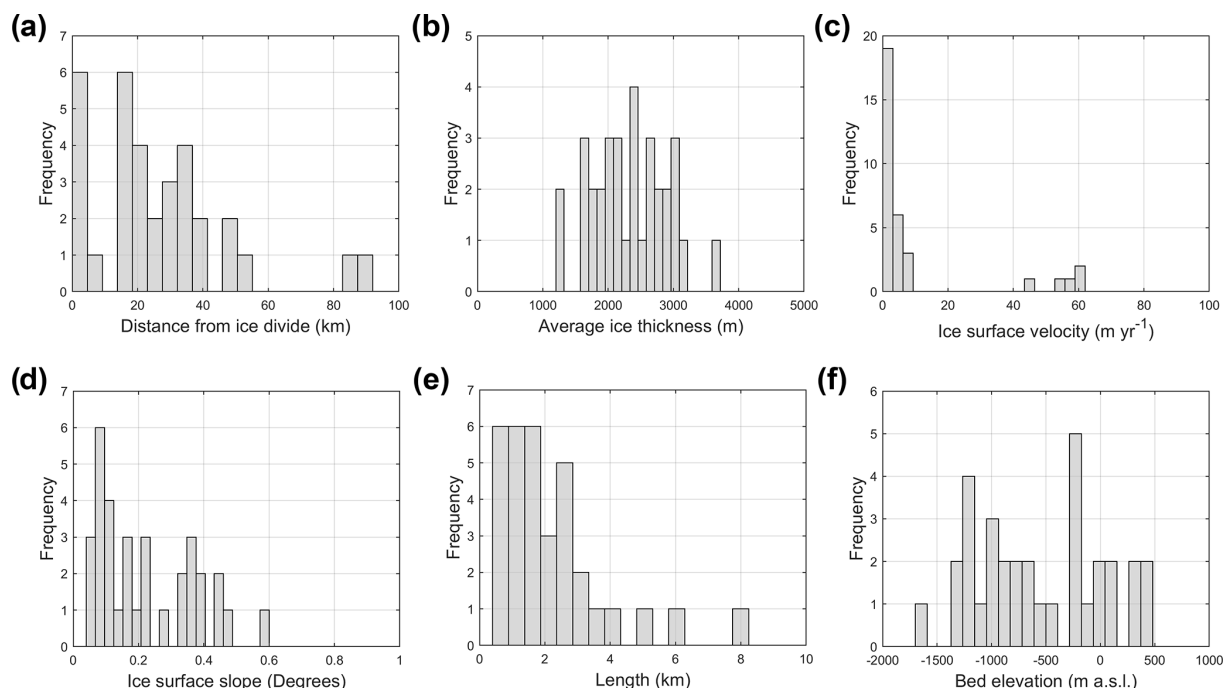 (a)
7
6
5
4
3
2
1
0
Frequency
0 20 40 60 80 100
Distance from ice divide (km)
(b)
5
4
3
2
1
0
Frequency
0 1000 2000 3000 4000 5000
Average ice thickness (m)
(c)
20
15
10
5
0
Frequency
0 20 40 60 80 100
Ice surface velocity (m yr⁻¹)
(d)
7
6
5
4
3
2
1
0
Frequency
0 0.2 0.4 0.6 0.8 1
Ice surface slope (Degrees)
(e)
7
6
5
4
3
2
1
0
Frequency
0 2 4 6 8 10
Length (km)
(f)
6
5
4
3
2
1
0
Frequency
-2000 -1500 -1000 -500 0 500 1000
Bed elevation (m a.s.l.)